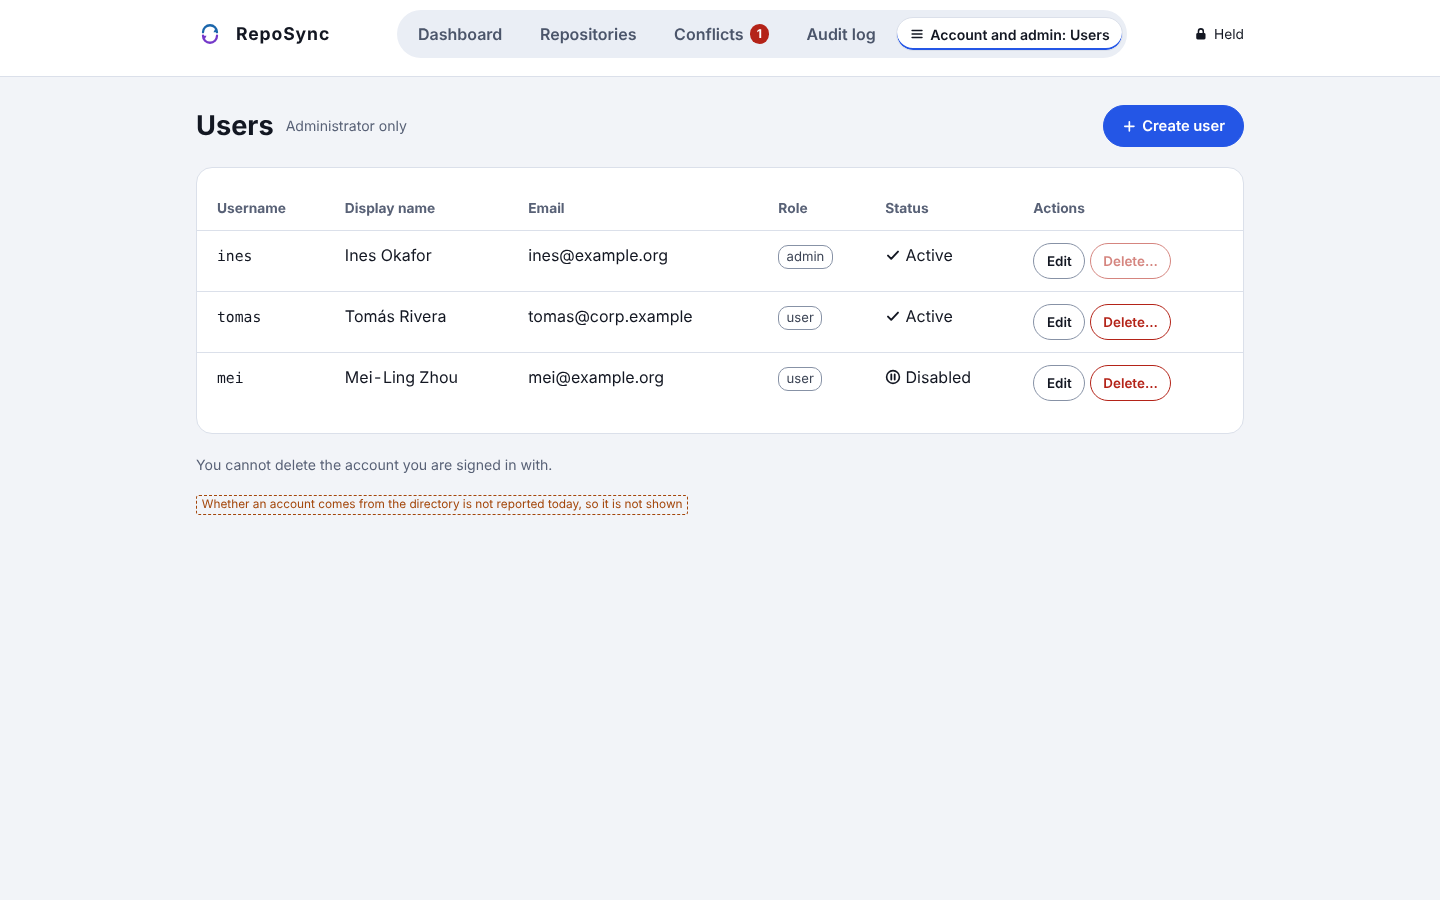 RepoSync
Dashboard
Repositories
Conflicts 1
Audit log
Account and admin: Users
Held
Users
Administrator only
+ Create user
Username Display name Email Role Status Actions
ines Ines Okafor ines@example.org admin Active Edit Delete...
tomas Tomás Rivera tomas@corp.example user Active Edit Delete...
mei Mei-Ling Zhou mei@example.org user Disabled Edit Delete...
You cannot delete the account you are signed in with.
Whether an account comes from the directory is not reported today, so it is not shown